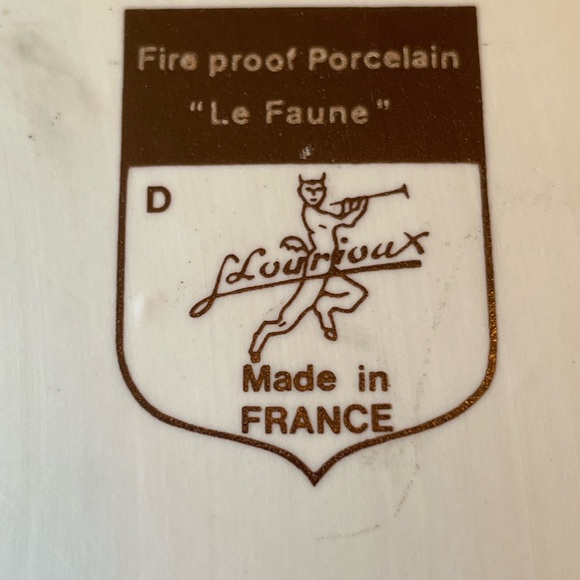 Fire proof Porcelain
"Le Faune"
D
L Lourioux
Made in
FRANCE